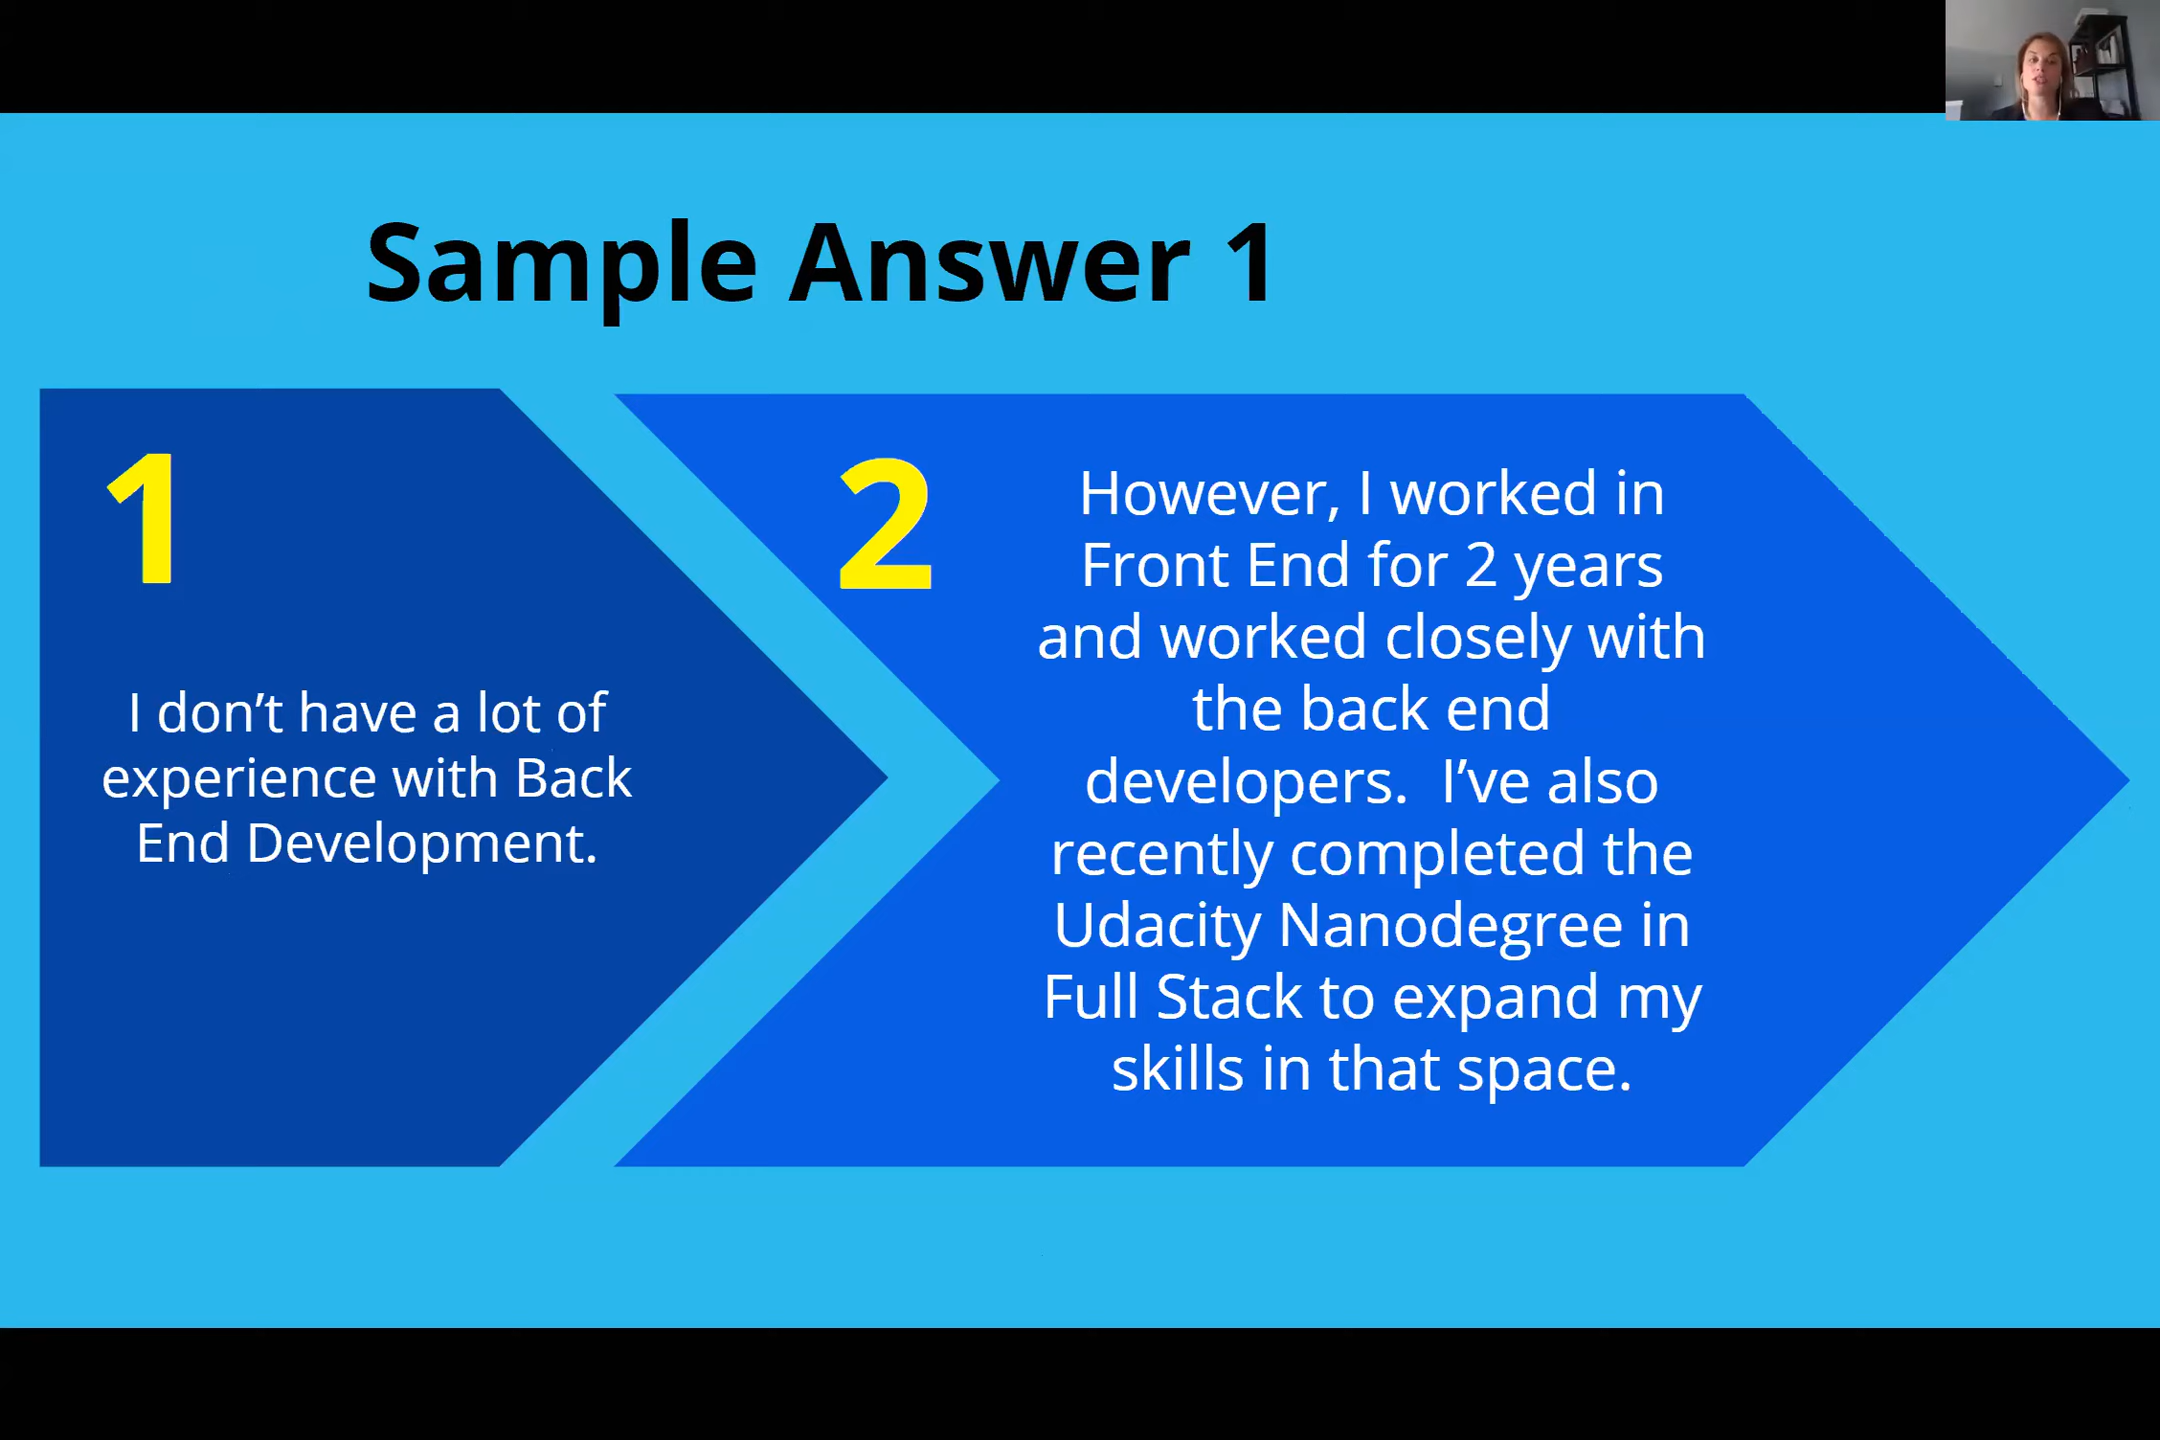 Sample Answer 1
1
I don’t have a lot of
experience with Back
End Development.
2
However, I worked in
Front End for 2 years
and worked closely with
the back end
developers.  I’ve also
recently completed the
Udacity Nanodegree in
Full Stack to expand my
skills in that space.